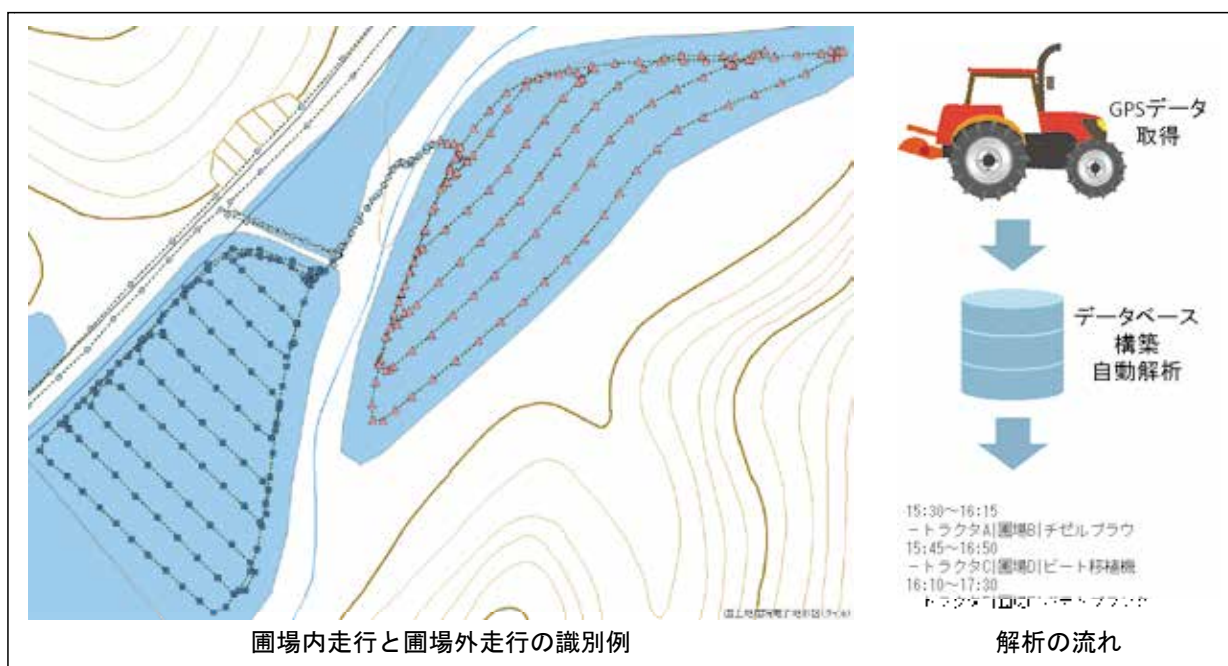 GPSデータ
取得
データベース
構築
自動解析
15:30～16:15
－トラクタA|圃場B|チゼルプラウ
15:45～16:50
－トラクタC|圃場D|ビート移植機
16:10～17:30
圃場内走行と圃場外走行の識別例
解析の流れ